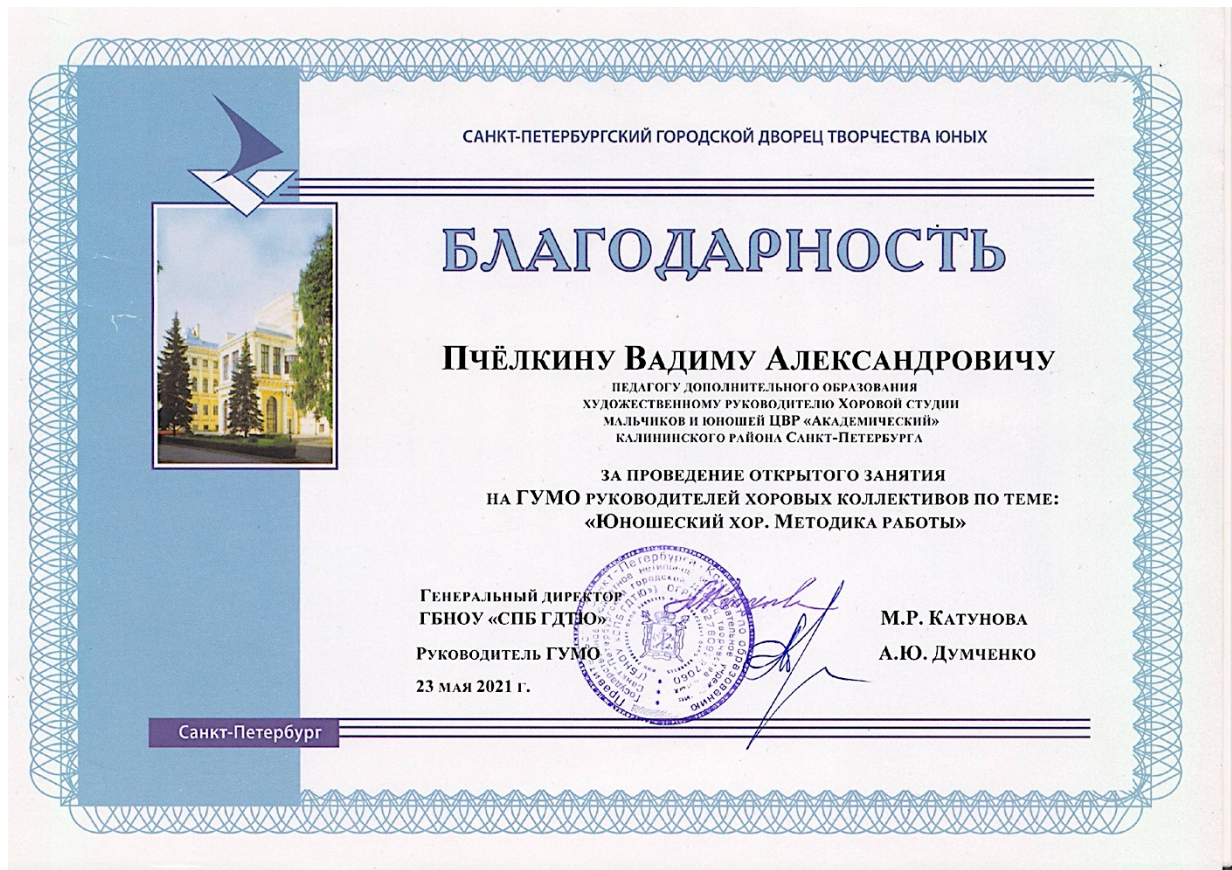 САНКТ-ПЕТЕРБУРГСКИЙ ГОРОДСКОЙ ДВОРЕЦ ТВОРЧЕСТВА ЮНЫХ
БЛАГОДАРНОСТЬ
ПЧЁЛКИНУ ВАДИМУ АЛЕКСАНДРОВИЧУ
ПЕДАГОГУ ДОПОЛНИТЕЛЬНОГО ОБРАЗОВАНИЯ
ХУДОЖЕСТВЕННОМУ РУКОВОДИТЕЛЮ ХОРОВОЙ СТУДИИ
МАЛЬЧИКОВ И ЮНОШЕЙ ЦВР «АКАДЕМИЧЕСКИЙ»
КАЛИНИНСКОГО РАЙОНА САНКТ-ПЕТЕРБУРГА
ЗА ПРОВЕДЕНИЕ ОТКРЫТОГО ЗАНЯТИЯ
НА ГУМО РУКОВОДИТЕЛЕЙ ХОРОВЫХ КОЛЛЕКТИВОВ ПО ТЕМЕ:
«ЮНОШЕСКИЙ ХОР. МЕТОДИКА РАБОТЫ»
ГЕНЕРАЛЬНЫЙ ДИРЕКТОР
ГБНОУ «СПБ ГДТЮ» М.Р. КАТУНОВА
РУКОВОДИТЕЛЬ ГУМО А.Ю. ДУМЧЕНКО
23 МАЯ 2021 Г.
Санкт-Петербург